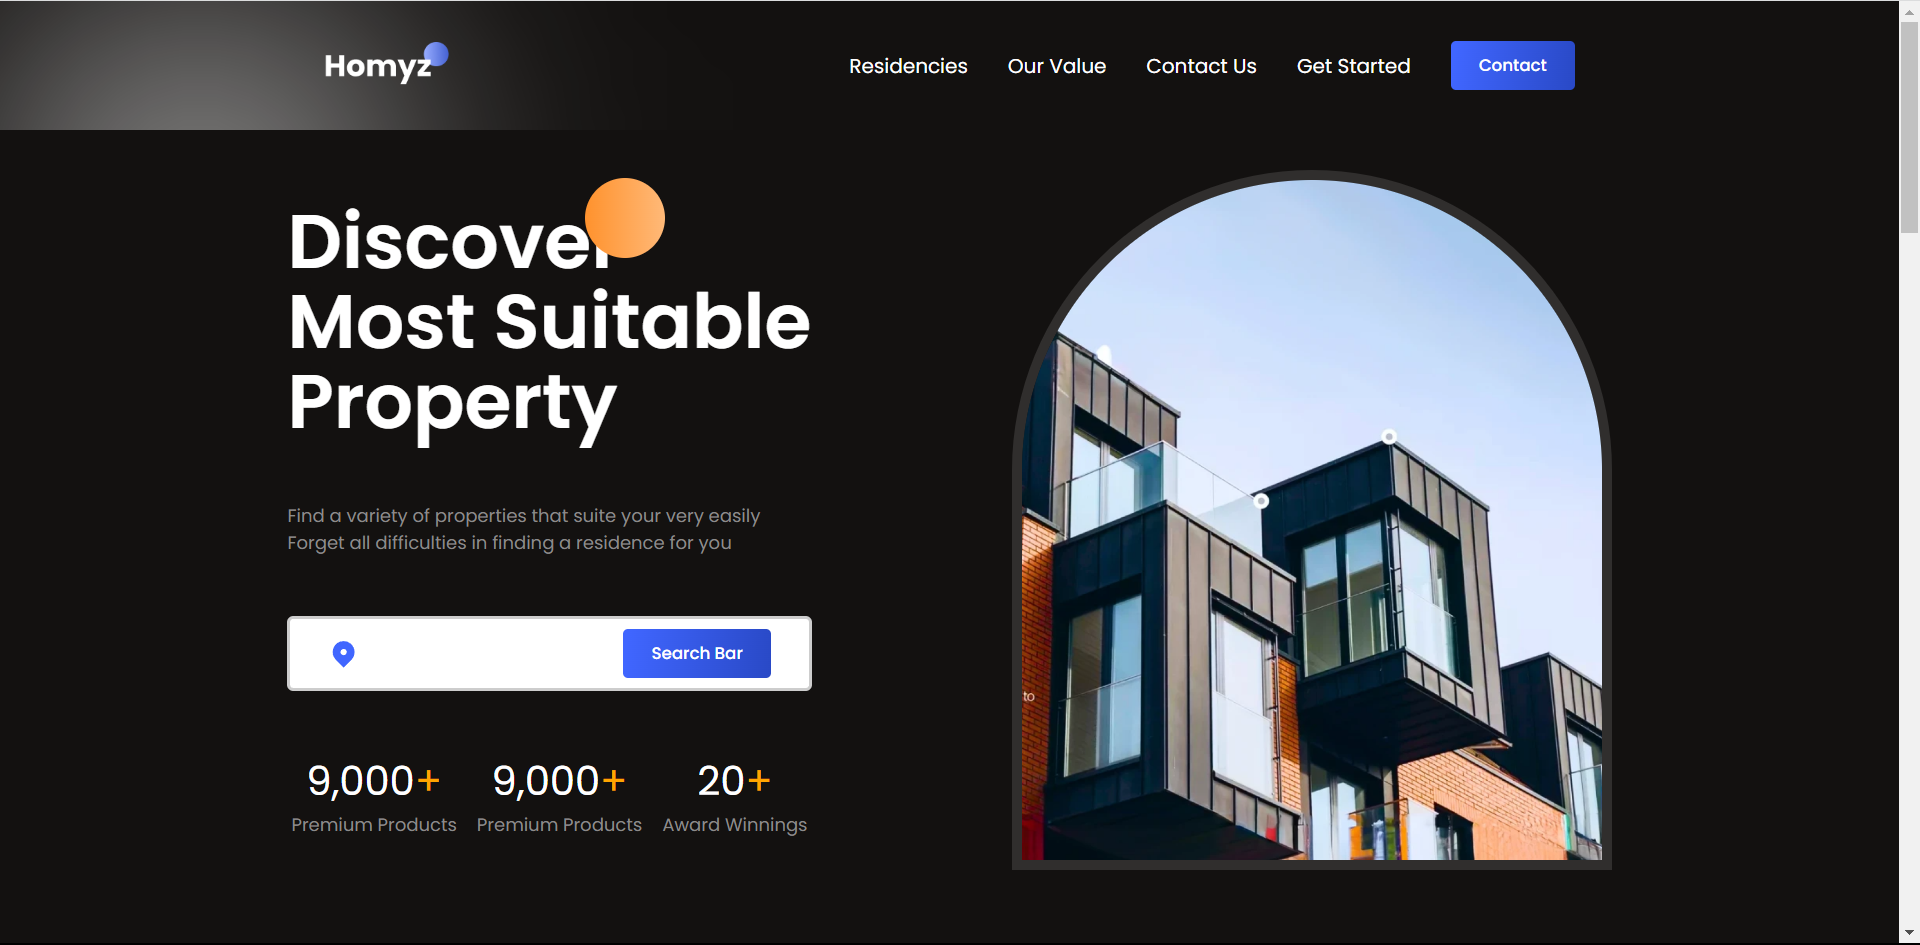 Homyz
Residencies
Our Value
Contact Us
Get Started
Contact
Discover
Most Suitable
Property
Find a variety of properties that suite your very easily
Forget all difficulties in finding a residence for you
Search Bar
9,000+
Premium Products
9,000+
Premium Products
20+
Award Winnings
to